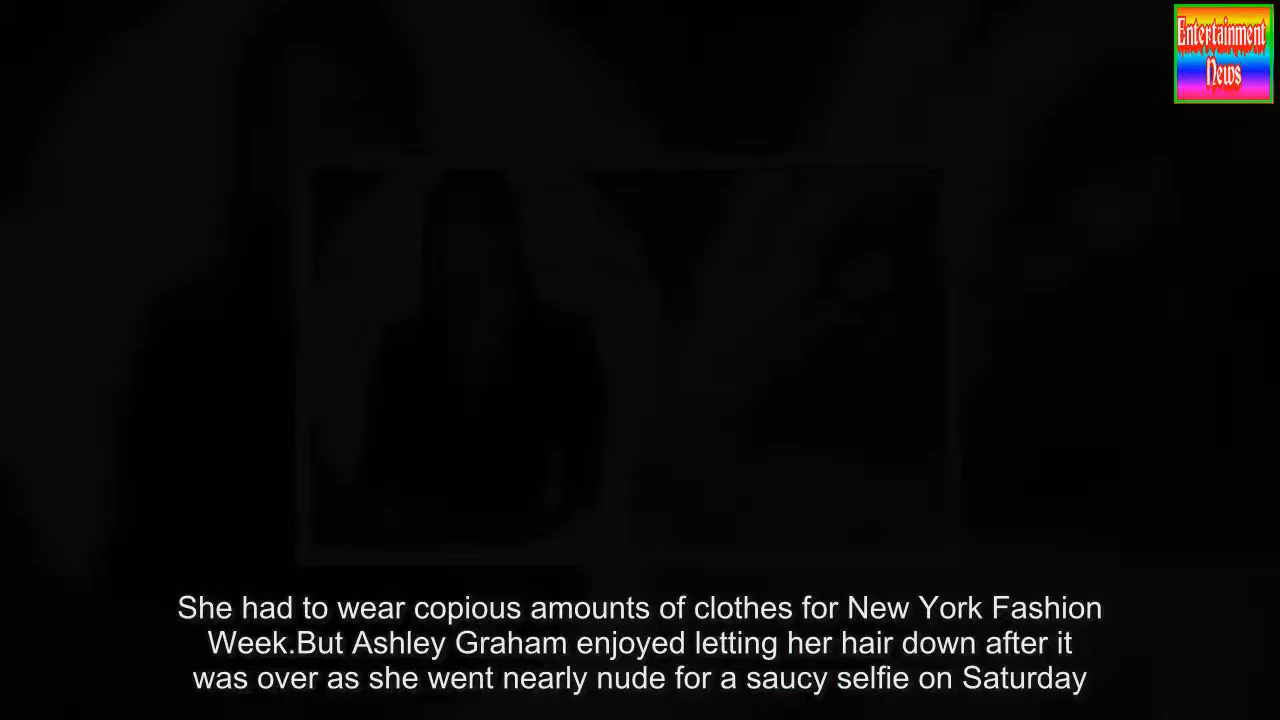 Entertainment
News
She had to wear copious amounts of clothes for New York Fashion
Week.But Ashley Graham enjoyed letting her hair down after it
was over as she went nearly nude for a saucy selfie on Saturday